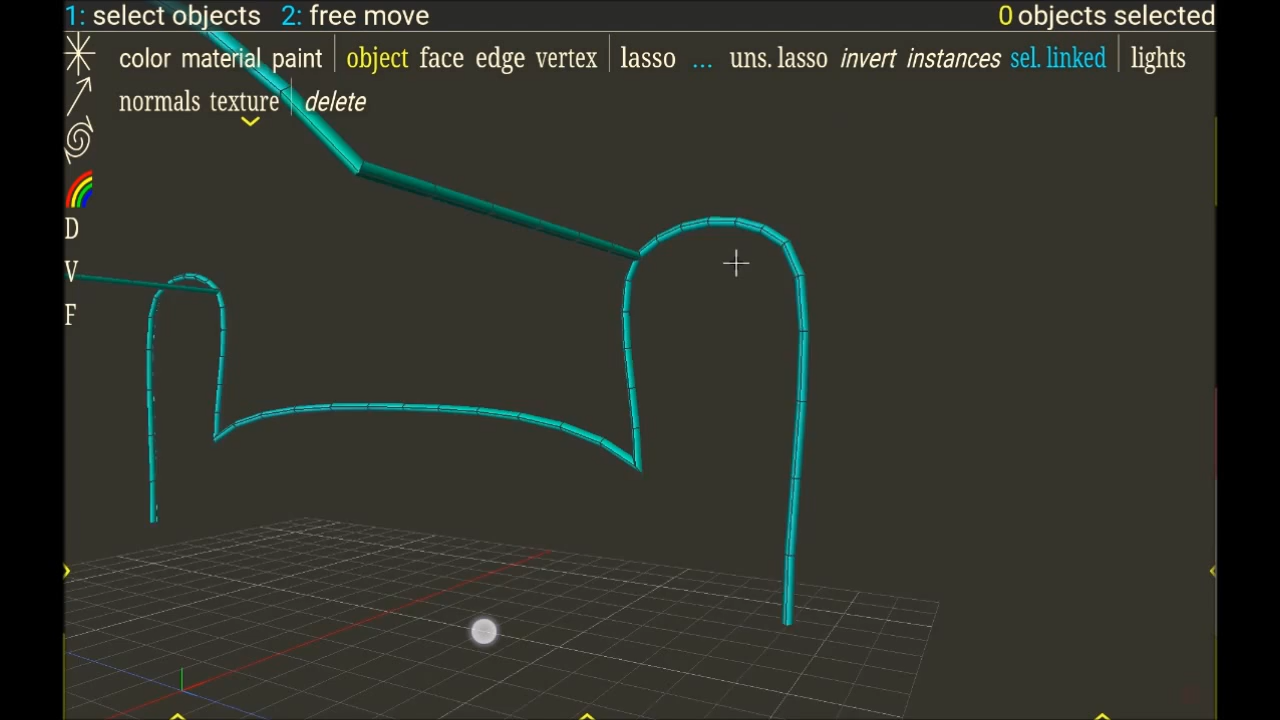 1: select objects 2: free move 0 objects selected
color material paint object face edge vertex lasso ... uns. lasso invert instances sel. linked lights
normals texture delete
D
V
F